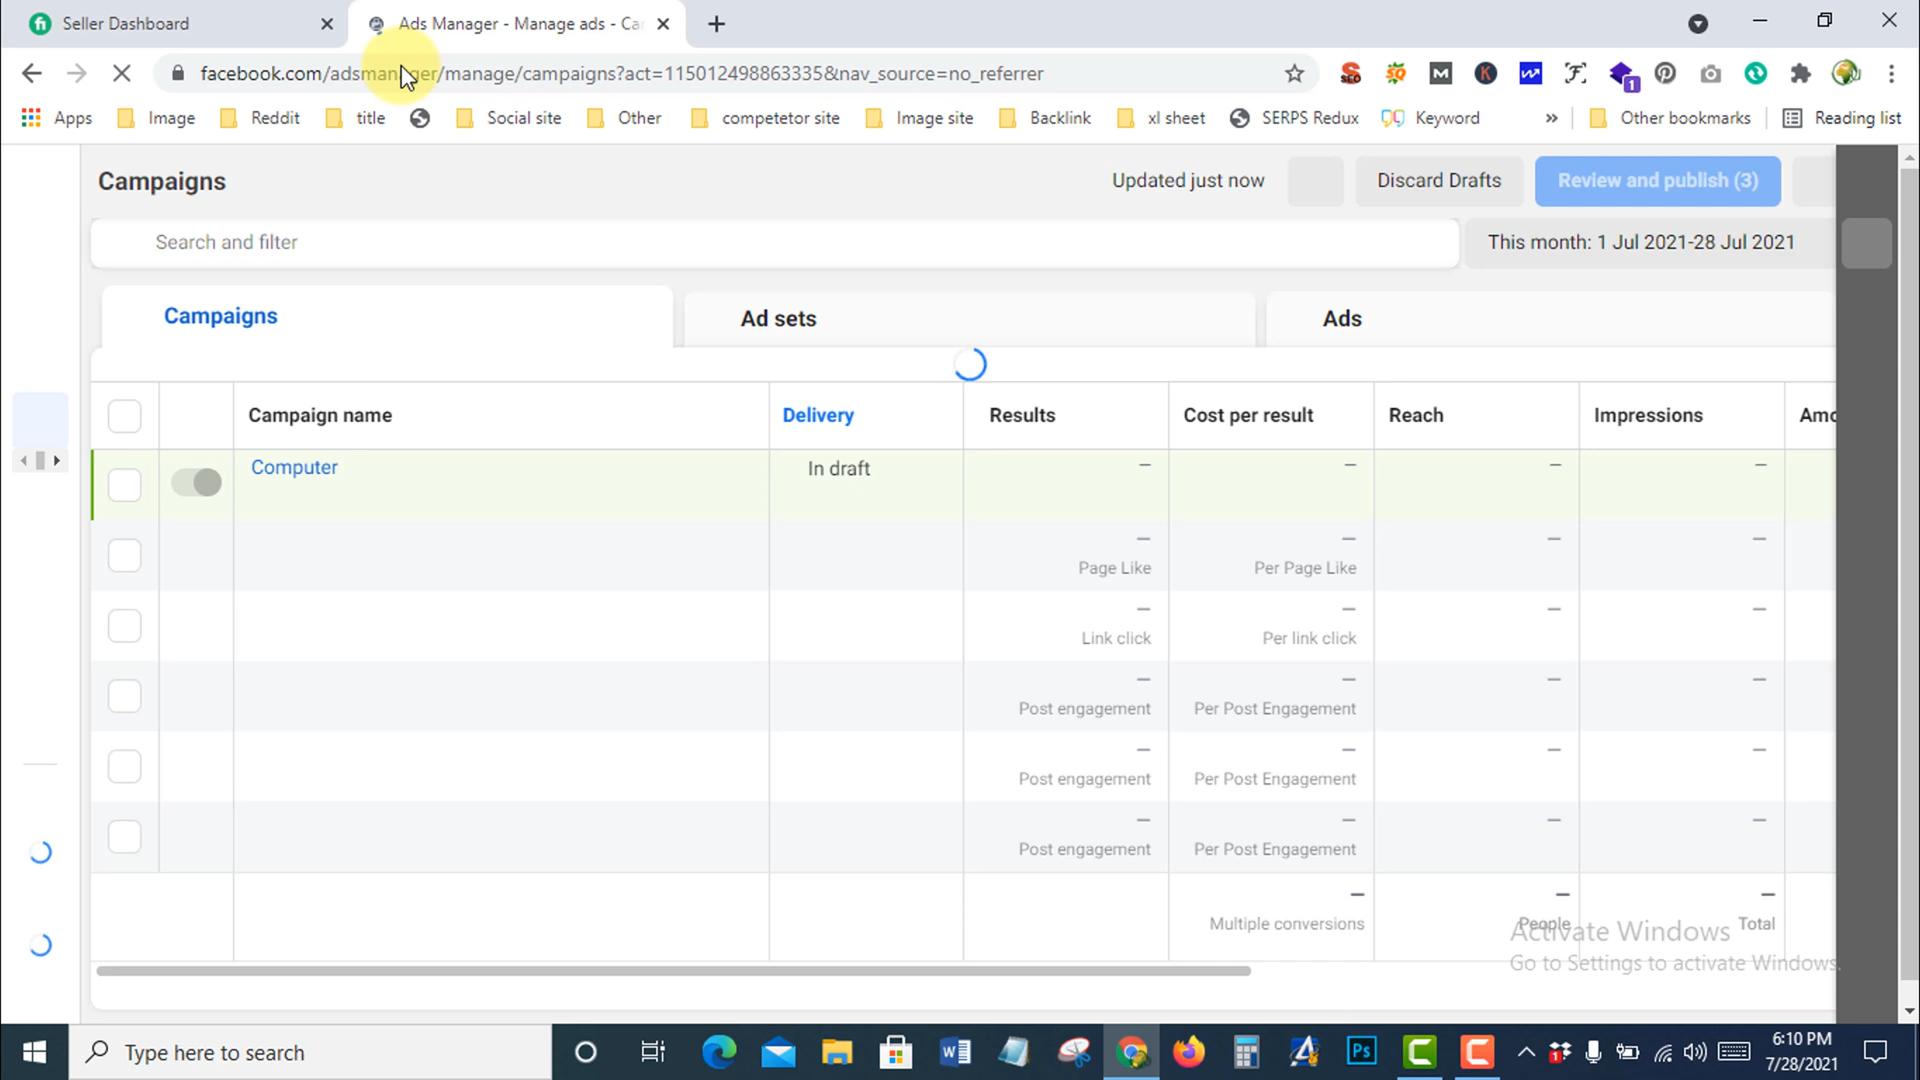 Seller Dashboard
Ads Manager - Manage ads - Ca
facebook.com/adsmanager/manage/campaigns?act=115012498863335&nav_source=no_referrer
SEO
M
K
1
Apps
Image
Reddit
title
Social site
Other
competetor site
Image site
Backlink
xl sheet
SERPS Redux
Keyword
»
Other bookmarks
Reading list
Campaigns
Updated just now
Discard Drafts
Review and publish (3)
Search and filter
This month: 1 Jul 2021-28 Jul 2021
Campaigns
Ad sets
Ads
Campaign name
Delivery
Results
Cost per result
Reach
Impressions
Amo
Computer
In draft
— — — —
— — — —
Page Like
Per Page Like
— — — —
Link click
Per link click
— — — —
Post engagement
Per Post Engagement
— — — —
Post engagement
Per Post Engagement
— — — —
Post engagement
Per Post Engagement
— — —
Multiple conversions
People
Total
Activate Windows
Go to Settings to activate Windows.
Type here to search
Ps
6:10 PM
7/28/2021